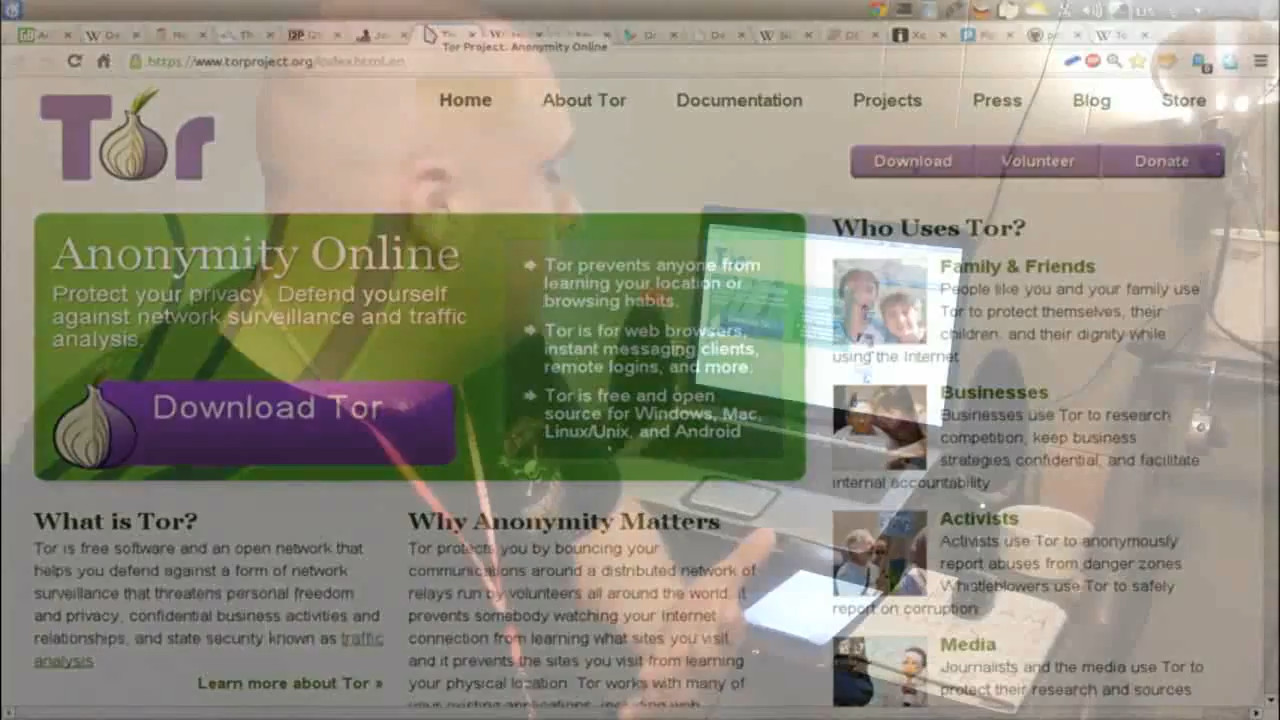 Tor Project: Anonymity Online
https://www.torproject.org/index.html.en
Tor
Home About Tor Documentation Projects Press Blog Store
Download Volunteer Donate
Anonymity Online
Protect your privacy. Defend yourself
against network surveillance and traffic
analysis.
Download Tor
Tor prevents anyone from
learning your location or
browsing habits.
Tor is for web browsers,
instant messaging clients,
remote logins, and more.
Tor is free and open
source for Windows, Mac,
Linux/Unix, and Android
What is Tor?
Tor is free software and an open network that
helps you defend against a form of network
surveillance that threatens personal freedom
and privacy, confidential business activities and
relationships, and state security known as traffic
analysis.
Learn more about Tor »
Why Anonymity Matters
Tor protects you by bouncing your
communications around a distributed network of
relays run by volunteers all around the world: it
prevents somebody watching your Internet
connection from learning what sites you visit,
and it prevents the sites you visit from learning
your physical location. Tor works with many of
your existing applications, including web
Who Uses Tor?
Family & Friends
People like you and your family use
Tor to protect themselves, their
children, and their dignity while
using the Internet
Businesses
Businesses use Tor to research
competition, keep business
strategies confidential, and facilitate
internal accountability
Activists
Activists use Tor to anonymously
report abuses from danger zones
Whistleblowers use Tor to safely
report on corruption
Media
Journalists and the media use Tor to
protect their research and sources